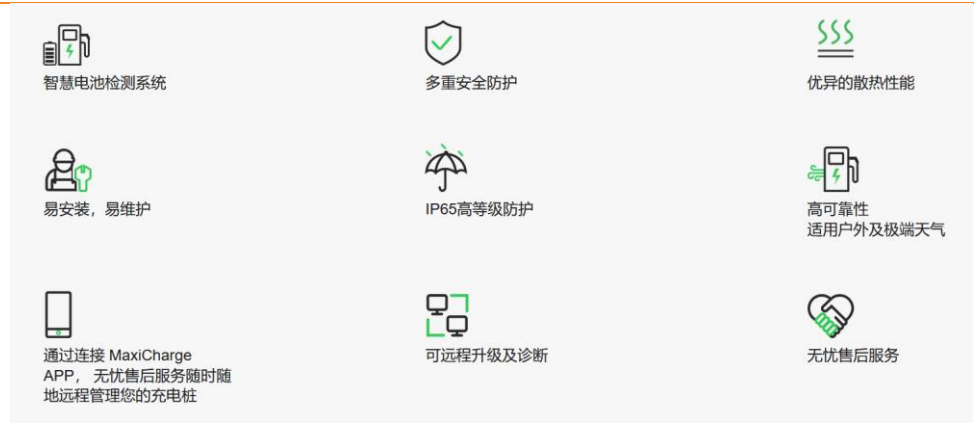 智慧电池检测系统
多重安全防护
优异的散热性能
易安装，易维护
IP65高等级防护
高可靠性
适用户外及极端天气
通过连接 MaxiCharge
APP， 无忧售后服务随时随
地远程管理您的充电桩
可远程升级及诊断
无忧售后服务